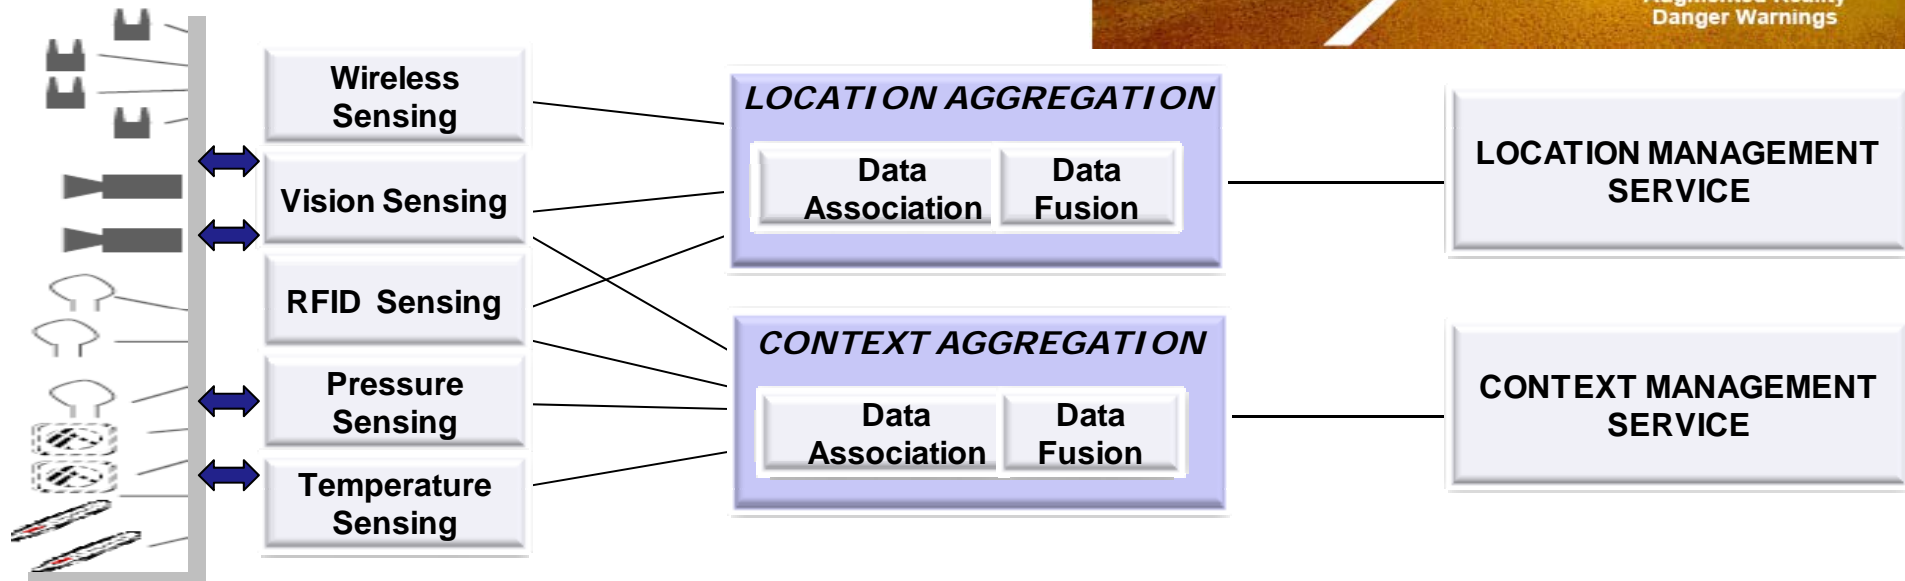 Danger Warnings
Wireless
Sensing
Vision Sensing
RFID Sensing
Pressure
Sensing
Temperature
Sensing
LOCATION AGGREGATION
Data
Association
Data
Fusion
CONTEXT AGGREGATION
Data
Association
Data
Fusion
LOCATION MANAGEMENT
SERVICE
CONTEXT MANAGEMENT
SERVICE